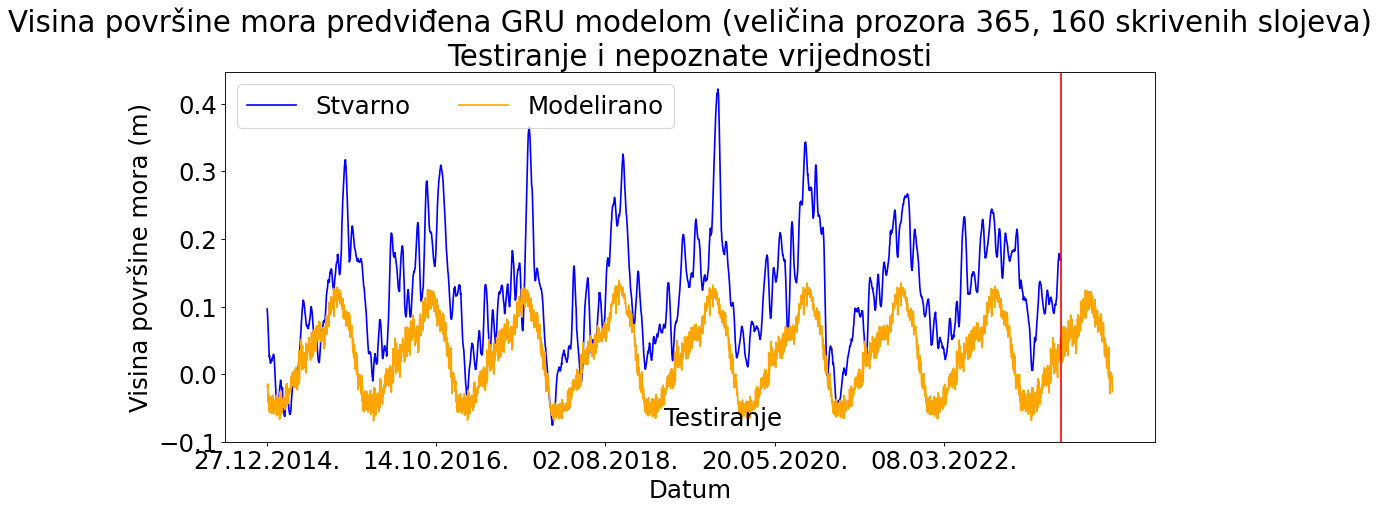 Visina površine mora predviđena GRU modelom (veličina prozora 365, 160 skrivenih slojeva)
Testiranje i nepoznate vrijednosti
Stvarno
Modelirano
Visina površine mora (m)
0.4
0.3
0.2
0.1
0.0
−0.1
Testiranje
27.12.2014.
14.10.2016.
02.08.2018.
20.05.2020.
08.03.2022.
Datum